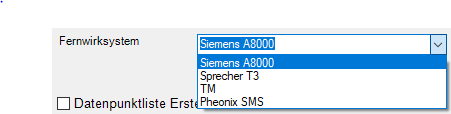 Fernwirksystem
Siemens A8000
Siemens A8000
Sprecher T3
TM
Pheonix SMS
Datenpunktliste Erste